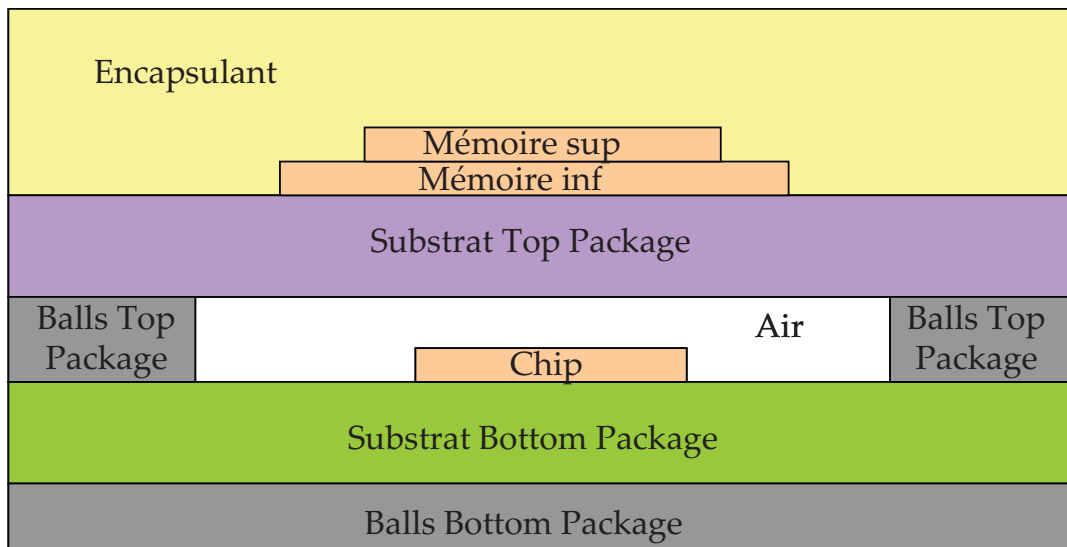 Encapsulant
Mémoire sup
Mémoire inf
Substrat Top Package
Balls Top
Package
Air
Balls Top
Package
Chip
Substrat Bottom Package
Balls Bottom Package